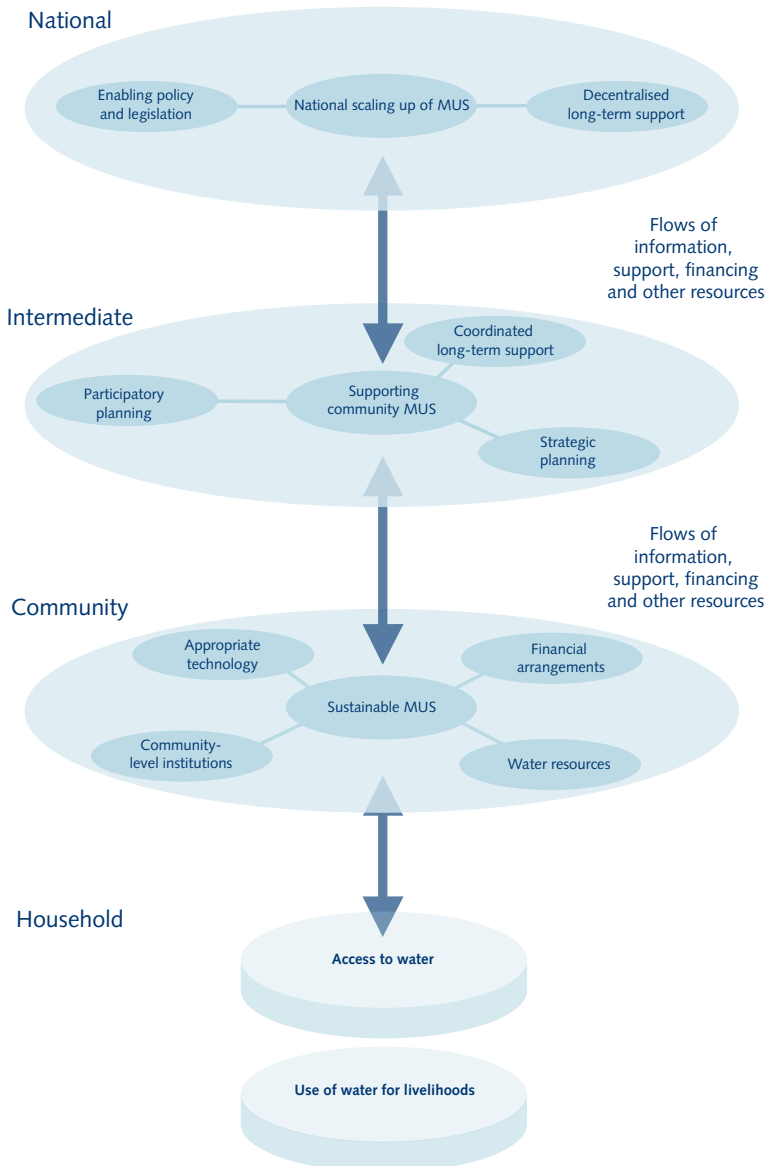 National
Enabling policy
and legislation
National scaling up of MUS
Decentralised
long-term support
Flows of
information,
support, financing
and other resources
Intermediate
Coordinated
long-term support
Participatory
planning
Supporting
community MUS
Strategic
planning
Flows of
information,
support, financing
and other resources
Community
Appropriate
technology
Financial
arrangements
Sustainable MUS
Community-
level institutions
Water resources
Household
Access to water
Use of water for livelihoods